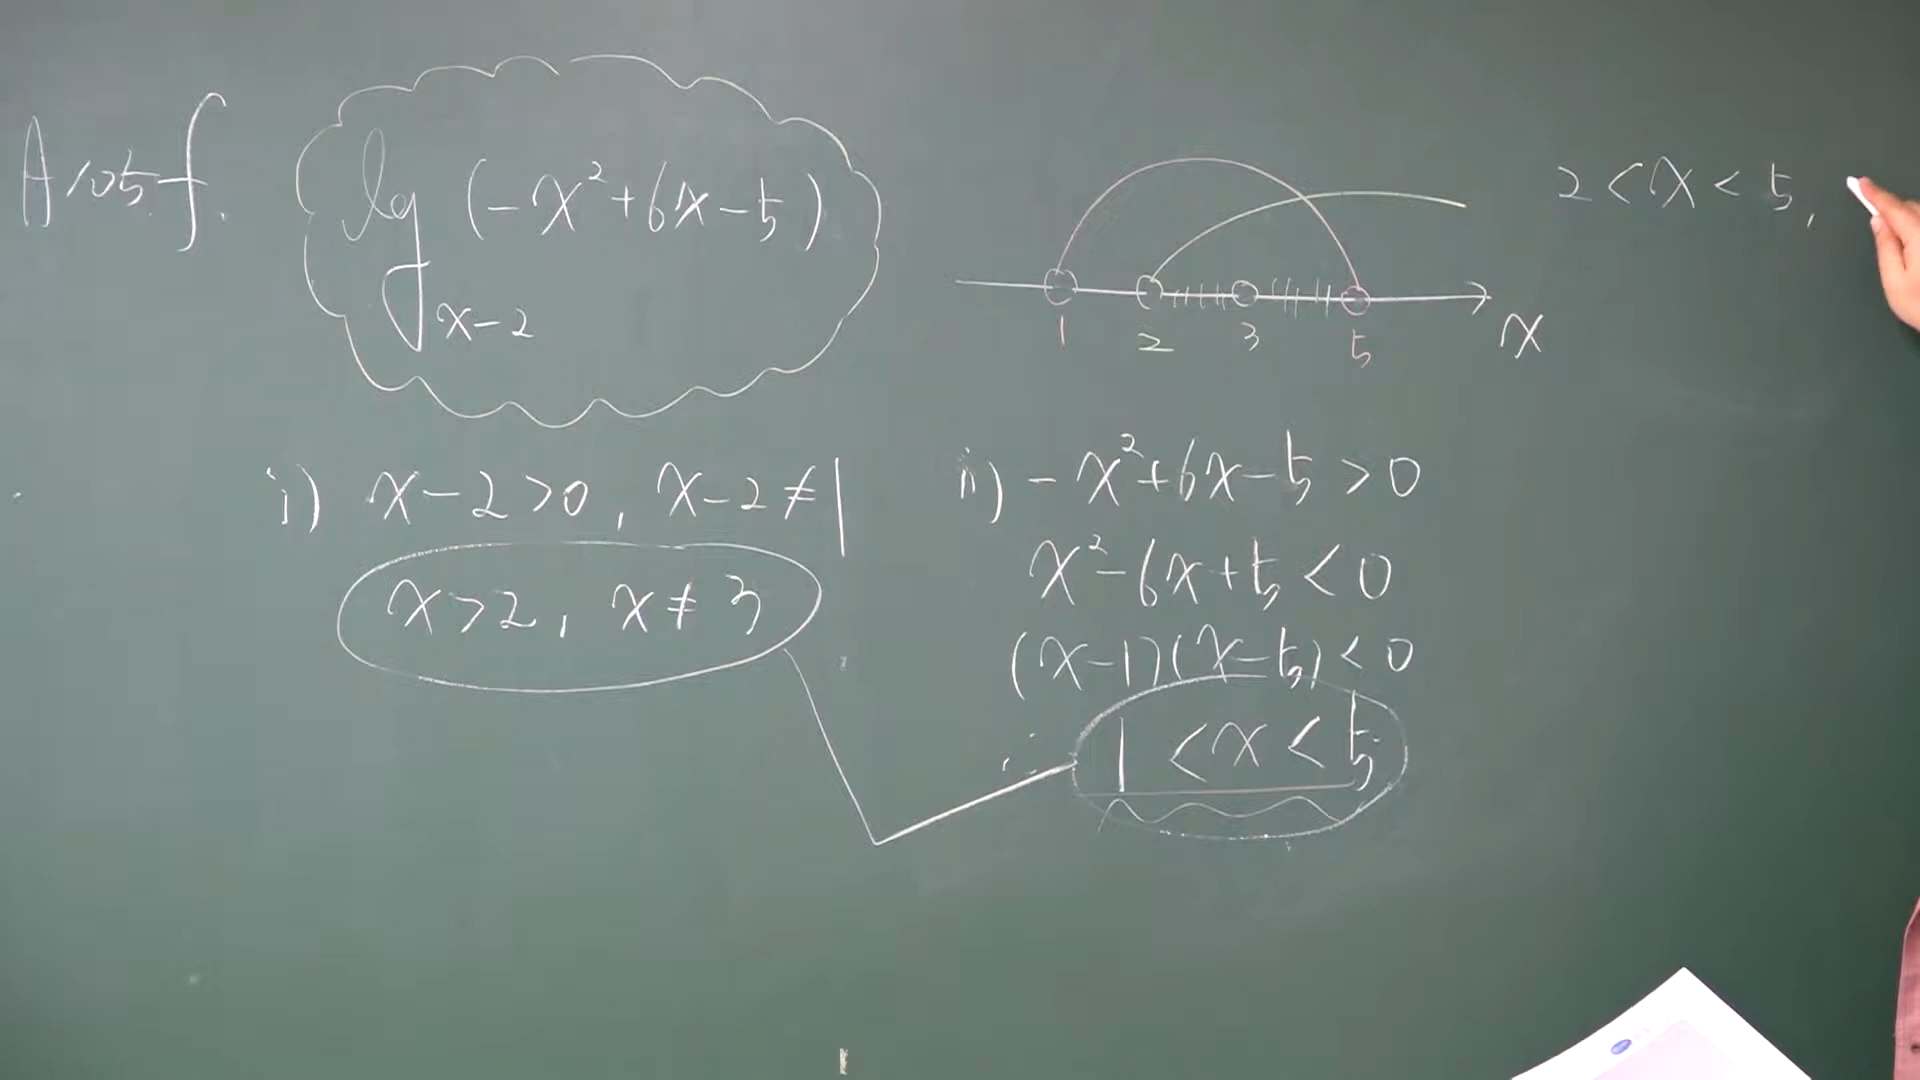 A105-f. log_{x-2} (-x²+6x-5)
1 2 3 5 x
2<x<5,
i) x-2>0, x-2≠1
x>2, x≠3
ii) -x²+6x-5>0
x²-6x+5<0
(x-1)(x-5)<0
∴ 1<x<5